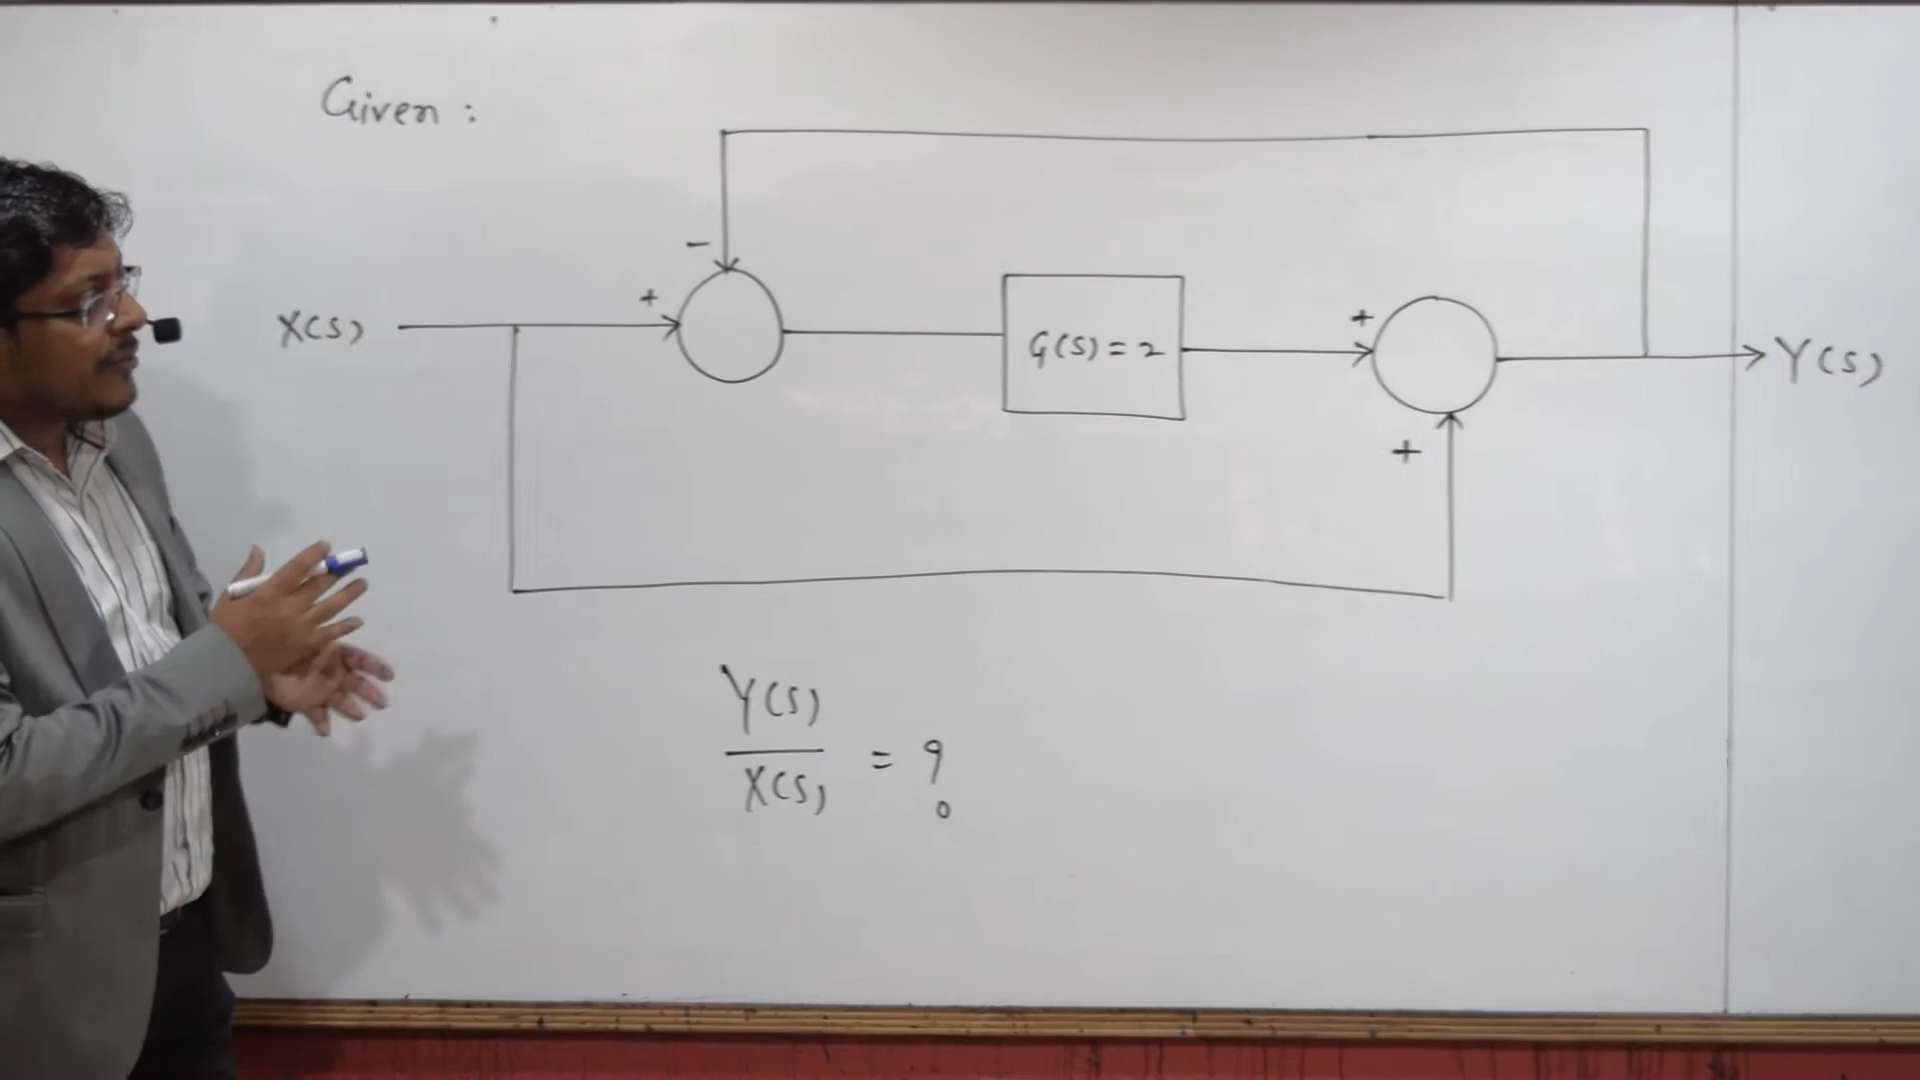 Given :
-
+
X(s)
G(s) = 2
+
Y(s)
+
Y(s)
X(s)
= ?